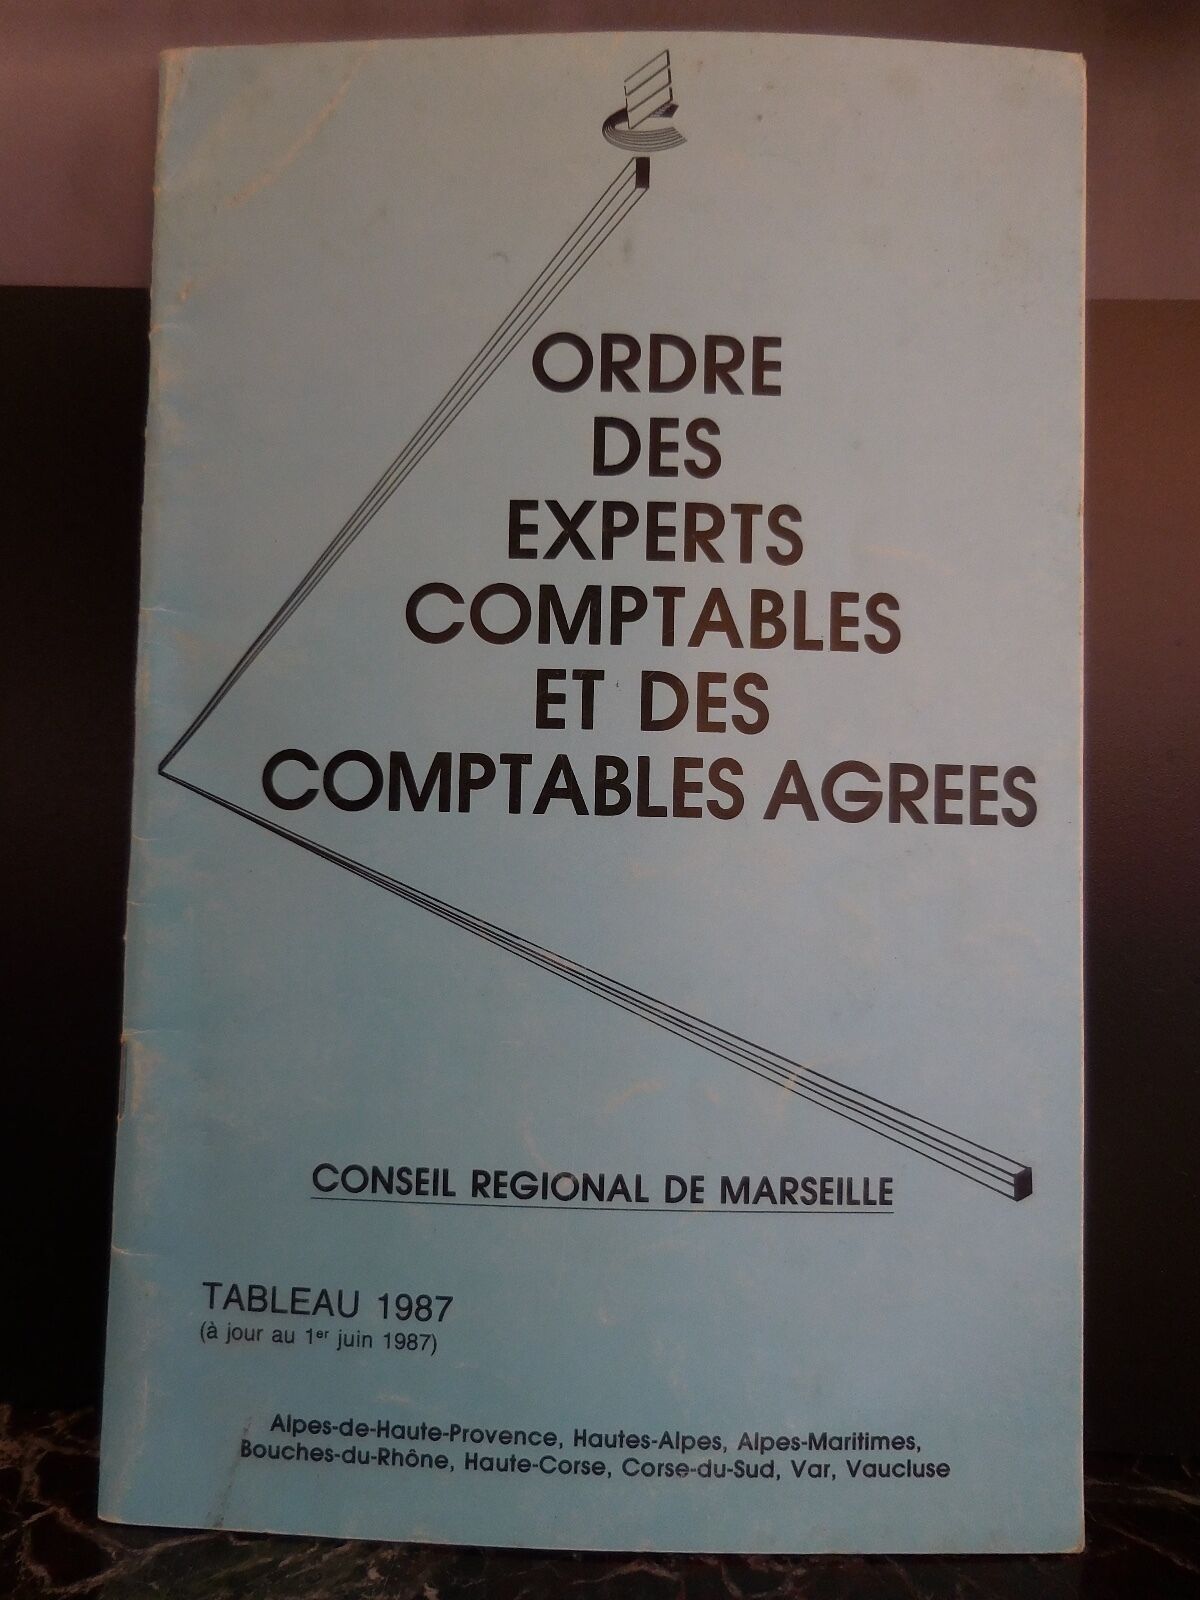 ORDRE
DES
EXPERTS
COMPTABLES
ET DES
COMPTABLES AGREES
CONSEIL REGIONAL DE MARSEILLE
TABLEAU 1987
(à jour au 1er juin 1987)
Alpes-de-Haute-Provence, Hautes-Alpes, Alpes-Maritimes,
Bouches-du-Rhône, Haute-Corse, Corse-du-Sud, Var, Vaucluse